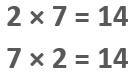 2 × 7 = 14
7 × 2 = 14